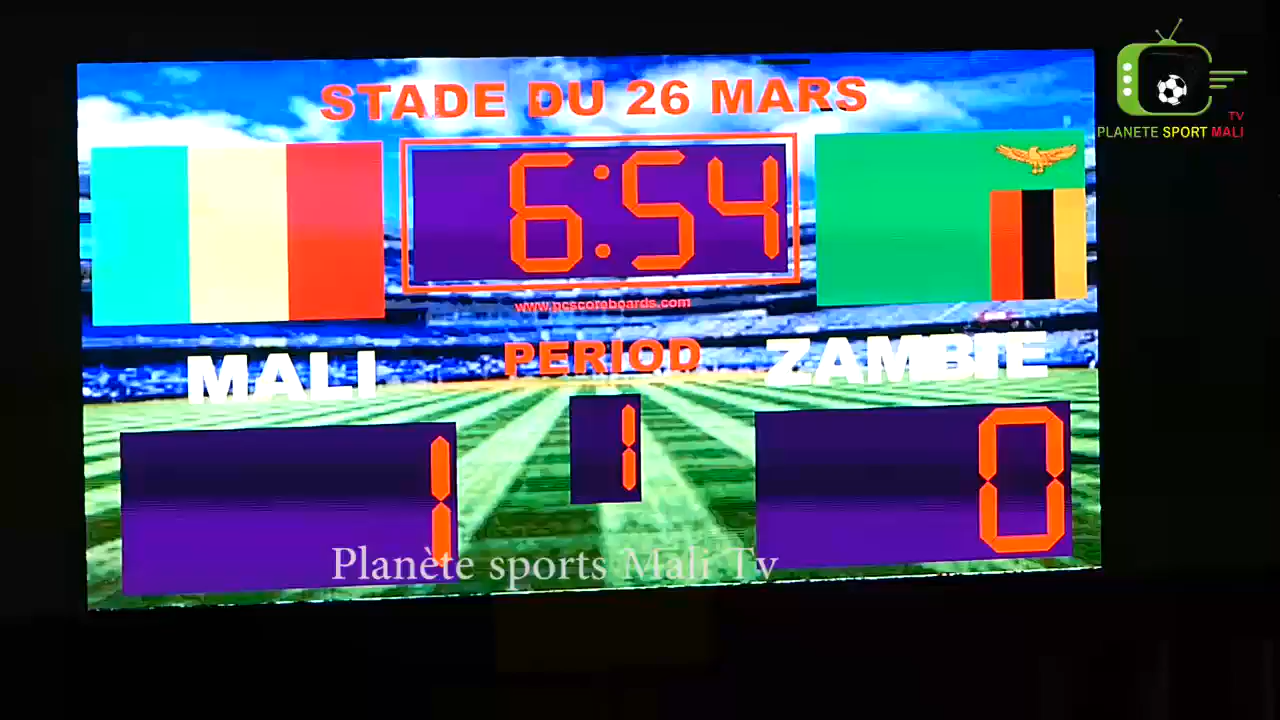 TV
PLANETE SPORT MALI
STADE DU 26 MARS
6:54
www.pcscoreboards.com
MALI
PERIOD
ZAMBIE
1
1
0
Planète sports Mali Tv